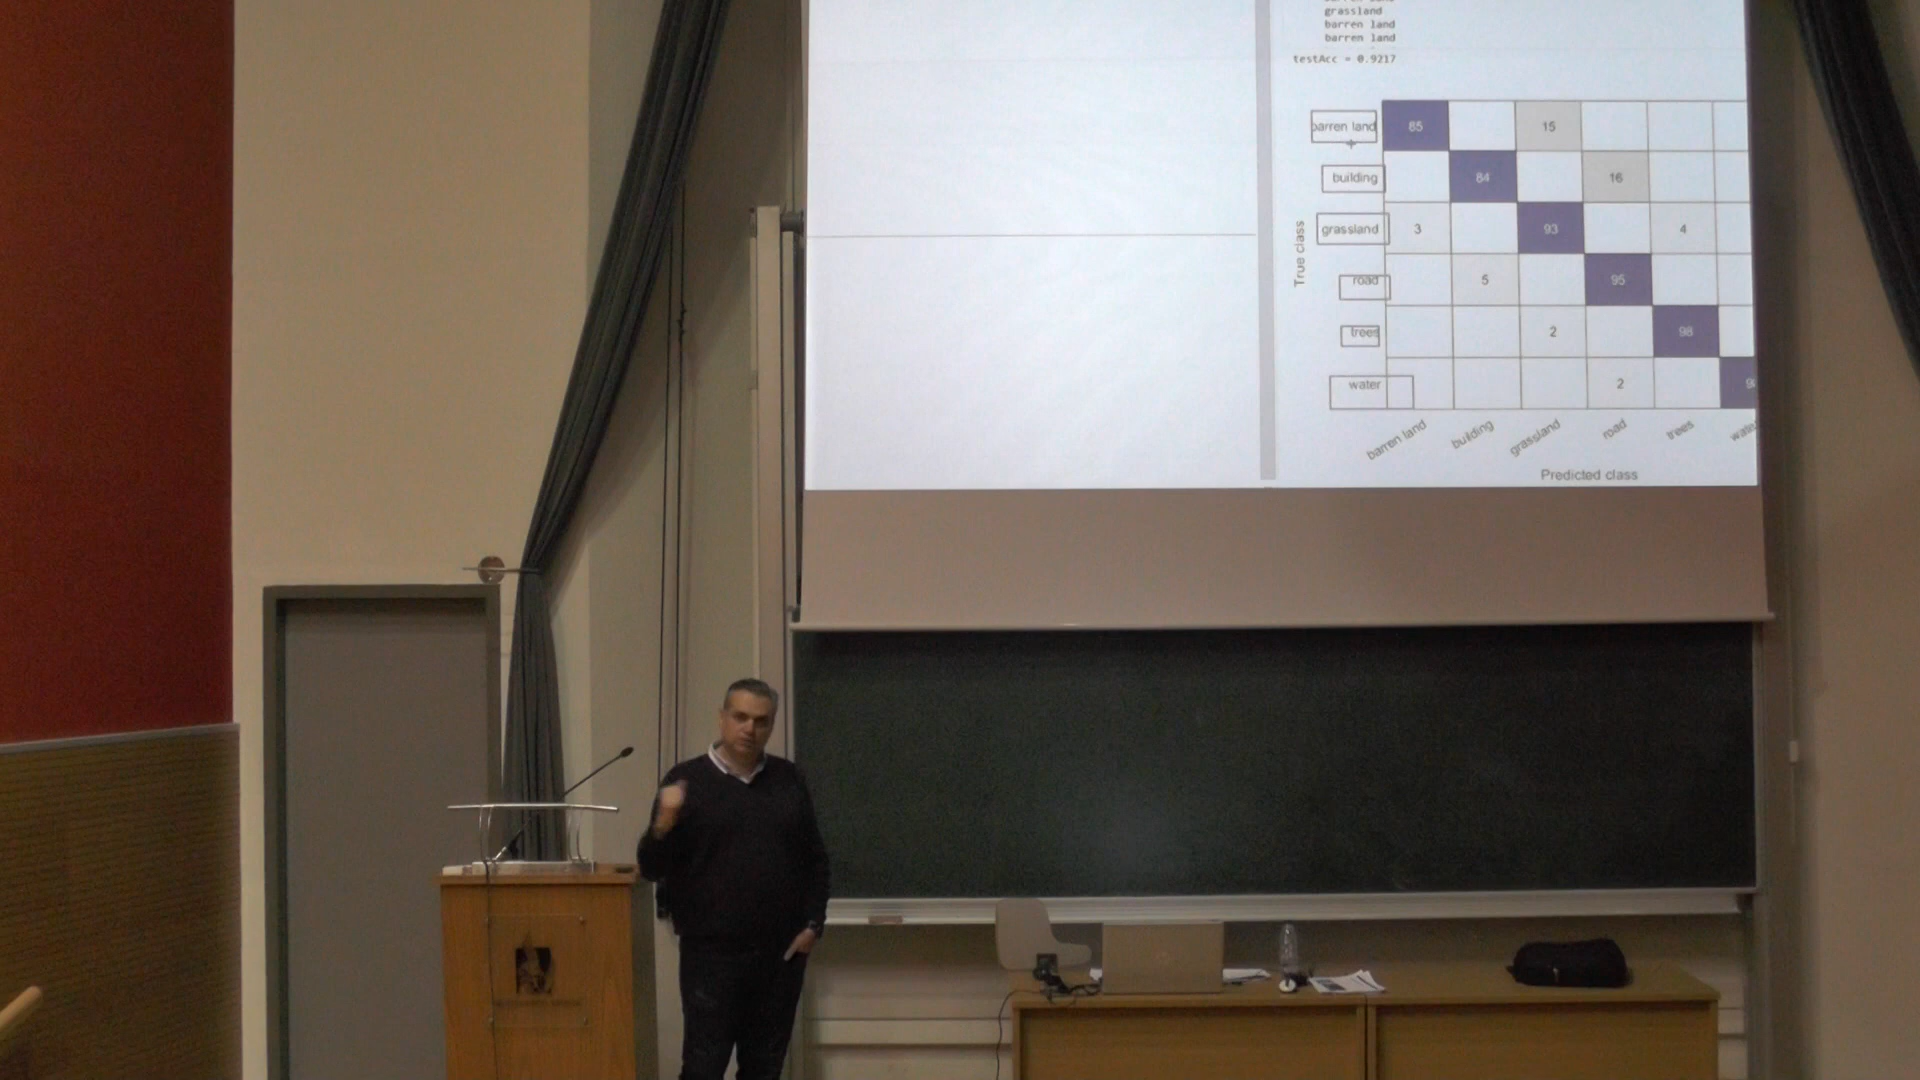 grassland
barren land
barren land
testAcc = 0.9217
barren land 85 15
building 84 16
grassland 3 93 4
road 5 95
trees 2 98
water 2
True class
barren land building grassland road trees
Predicted class